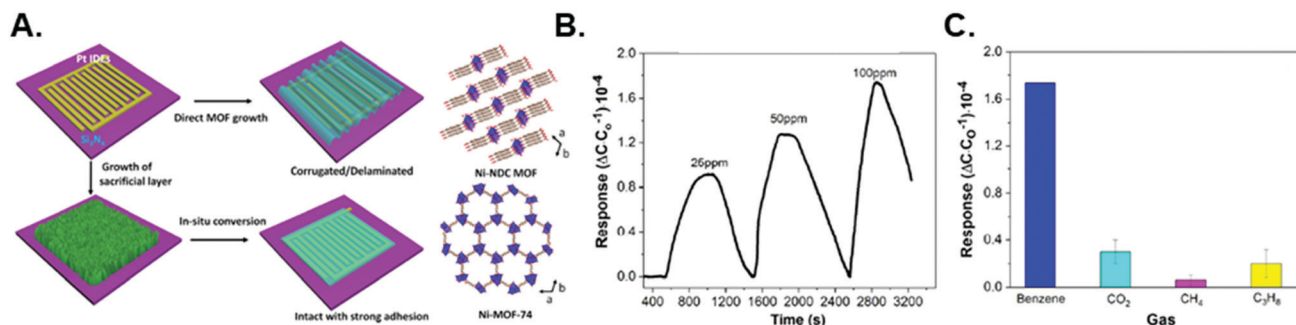 A.
Pt IDEs
Si₃N₄
Direct MOF growth
Corrugated/Delaminated
a
b
Ni-NDC MOF
Growth of
sacrificial layer
In-situ conversion
Intact with strong adhesion
b
a
Ni-MOF-74
B.
Response (ΔC·C₀⁻¹)·10⁻⁴
2.0
1.6
1.2
0.8
0.4
0.0
25ppm
50ppm
100ppm
400 800 1200 1600 2000 2400 2800 3200
Time (s)
C.
Response (ΔC·C₀⁻¹)·10⁻⁴
2.0
1.6
1.2
0.8
0.4
0.0
Benzene CO₂ CH₄ C₃H₈
Gas